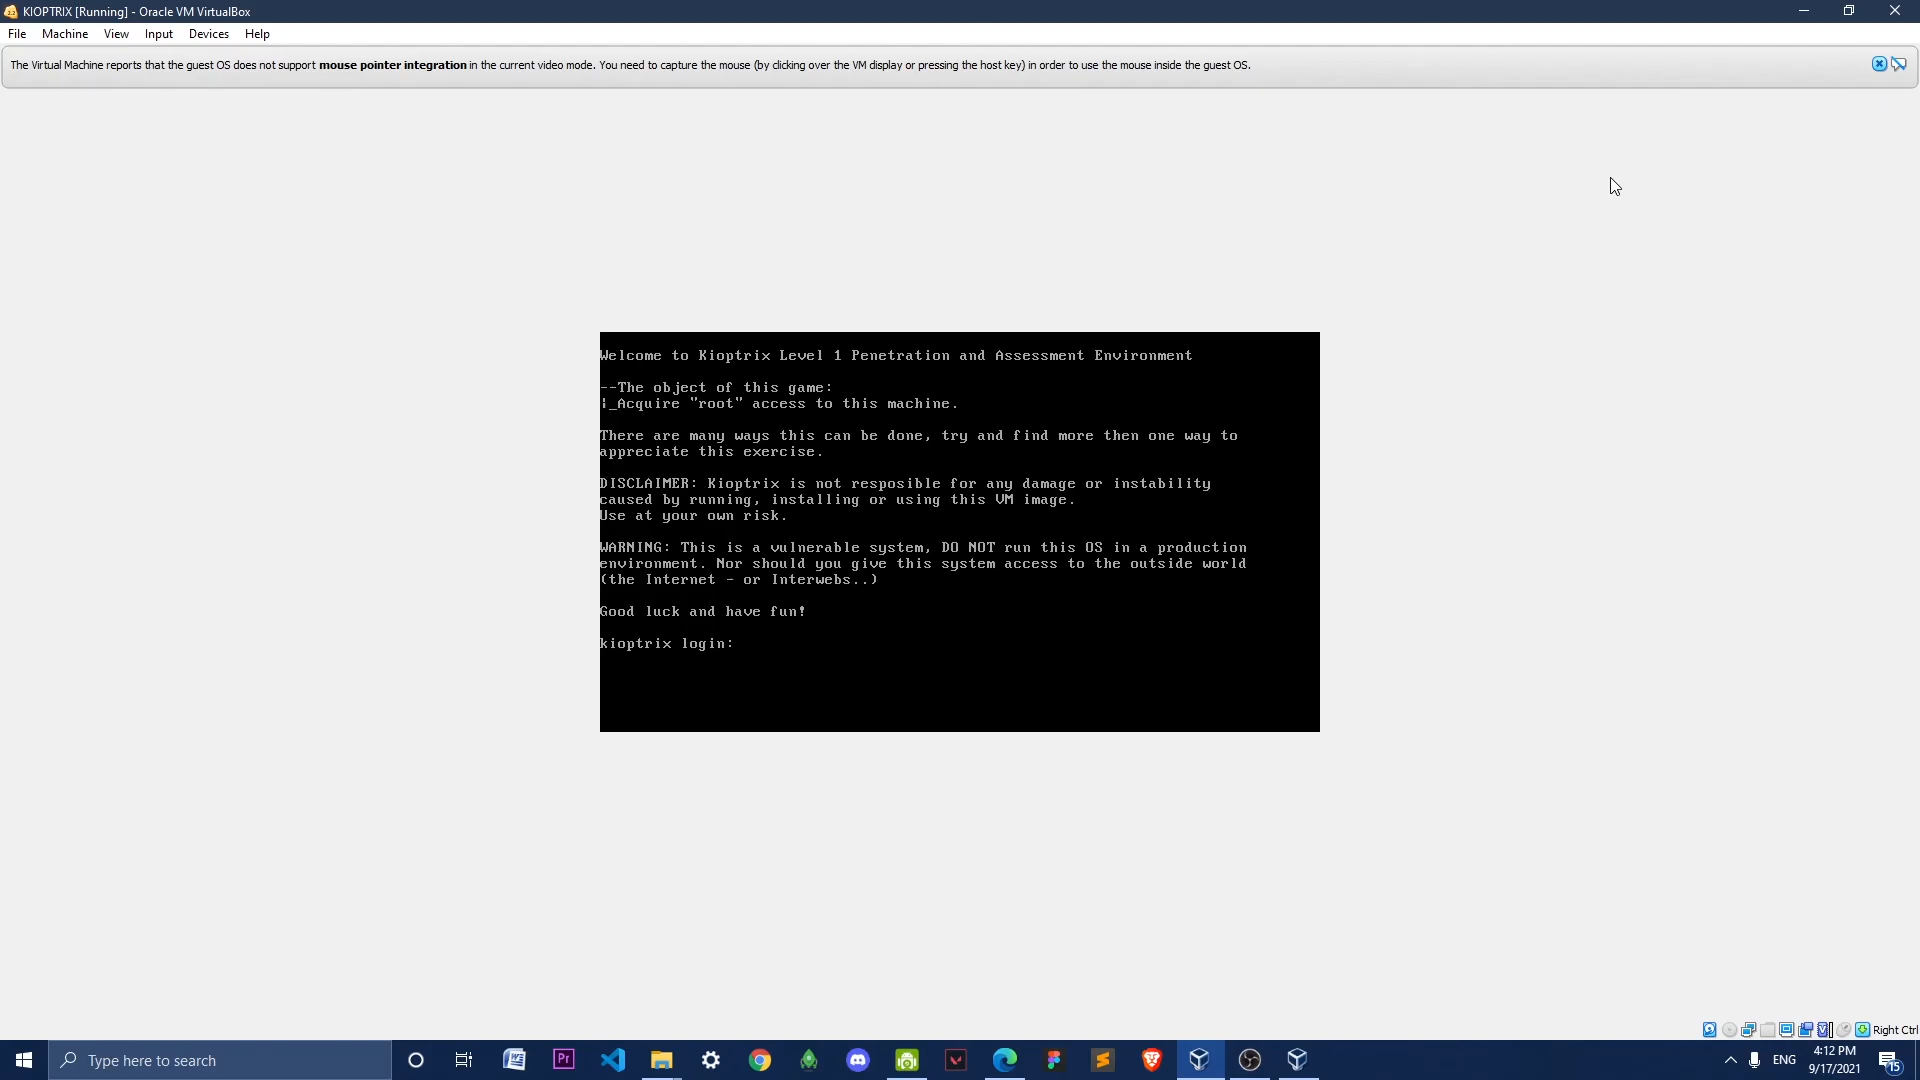 KIOPTRIX [Running] - Oracle VM VirtualBox
File Machine View Input Devices Help
The Virtual Machine reports that the guest OS does not support mouse pointer integration in the current video mode. You need to capture the mouse (by clicking over the VM display or pressing the host key) in order to use the mouse inside the guest OS.
Welcome to Kioptrix Level 1 Penetration and Assessment Environment
--The object of this game:
|_Acquire "root" access to this machine.
There are many ways this can be done, try and find more then one way to
appreciate this exercise.
DISCLAIMER: Kioptrix is not resposible for any damage or instability
caused by running, installing or using this VM image.
Use at your own risk.
WARNING: This is a vulnerable system, DO NOT run this OS in a production
environment. Nor should you give this system access to the outside world
(the Internet - or Interwebs..)
Good luck and have fun!
kioptrix login:
Right Ctrl
Type here to search
Pr
ENG
4:12 PM
9/17/2021
15